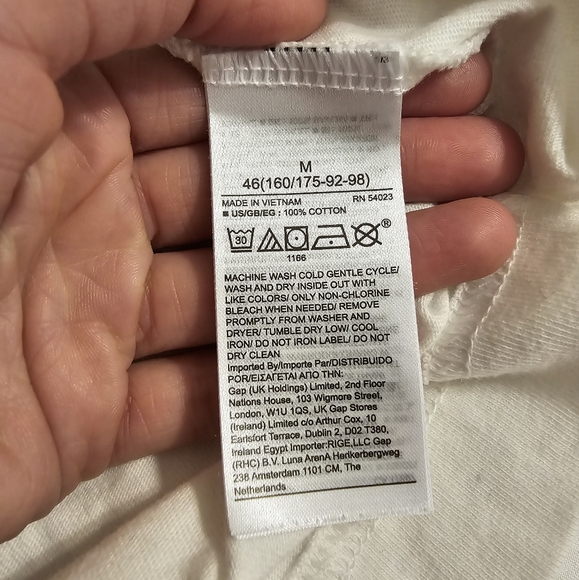 M
46(160/175-92-98)
MADE IN VIETNAM RN 54023
■ US/GB/EG : 100% COTTON
30
®
1166
MACHINE WASH COLD GENTLE CYCLE/
WASH AND DRY INSIDE OUT WITH
LIKE COLORS/ ONLY NON-CHLORINE
BLEACH WHEN NEEDED/ REMOVE
PROMPTLY FROM WASHER AND
DRYER/ TUMBLE DRY LOW/ COOL
IRON/ DO NOT IRON LABEL/ DO NOT
DRY CLEAN
Imported By/Importe Par/DISTRIBUIDO
POR/ΕΙΣΑΓΕΤΑΙ ΑΠΟ ΤΗΝ:
Gap (UK Holdings) Limited, 2nd Floor
Nations House, 103 Wigmore Street,
London, W1U 1QS, UK Gap Stores
(Ireland) Limited c/o Arthur Cox, 10
Earlsfort Terrace, Dublin 2, D02 T380,
Ireland Egypt Importer:RIGE,LLC Gap
(RHC) B.V. Luna ArenA Herikerbergweg
238 Amsterdam 1101 CM, The
Netherlands